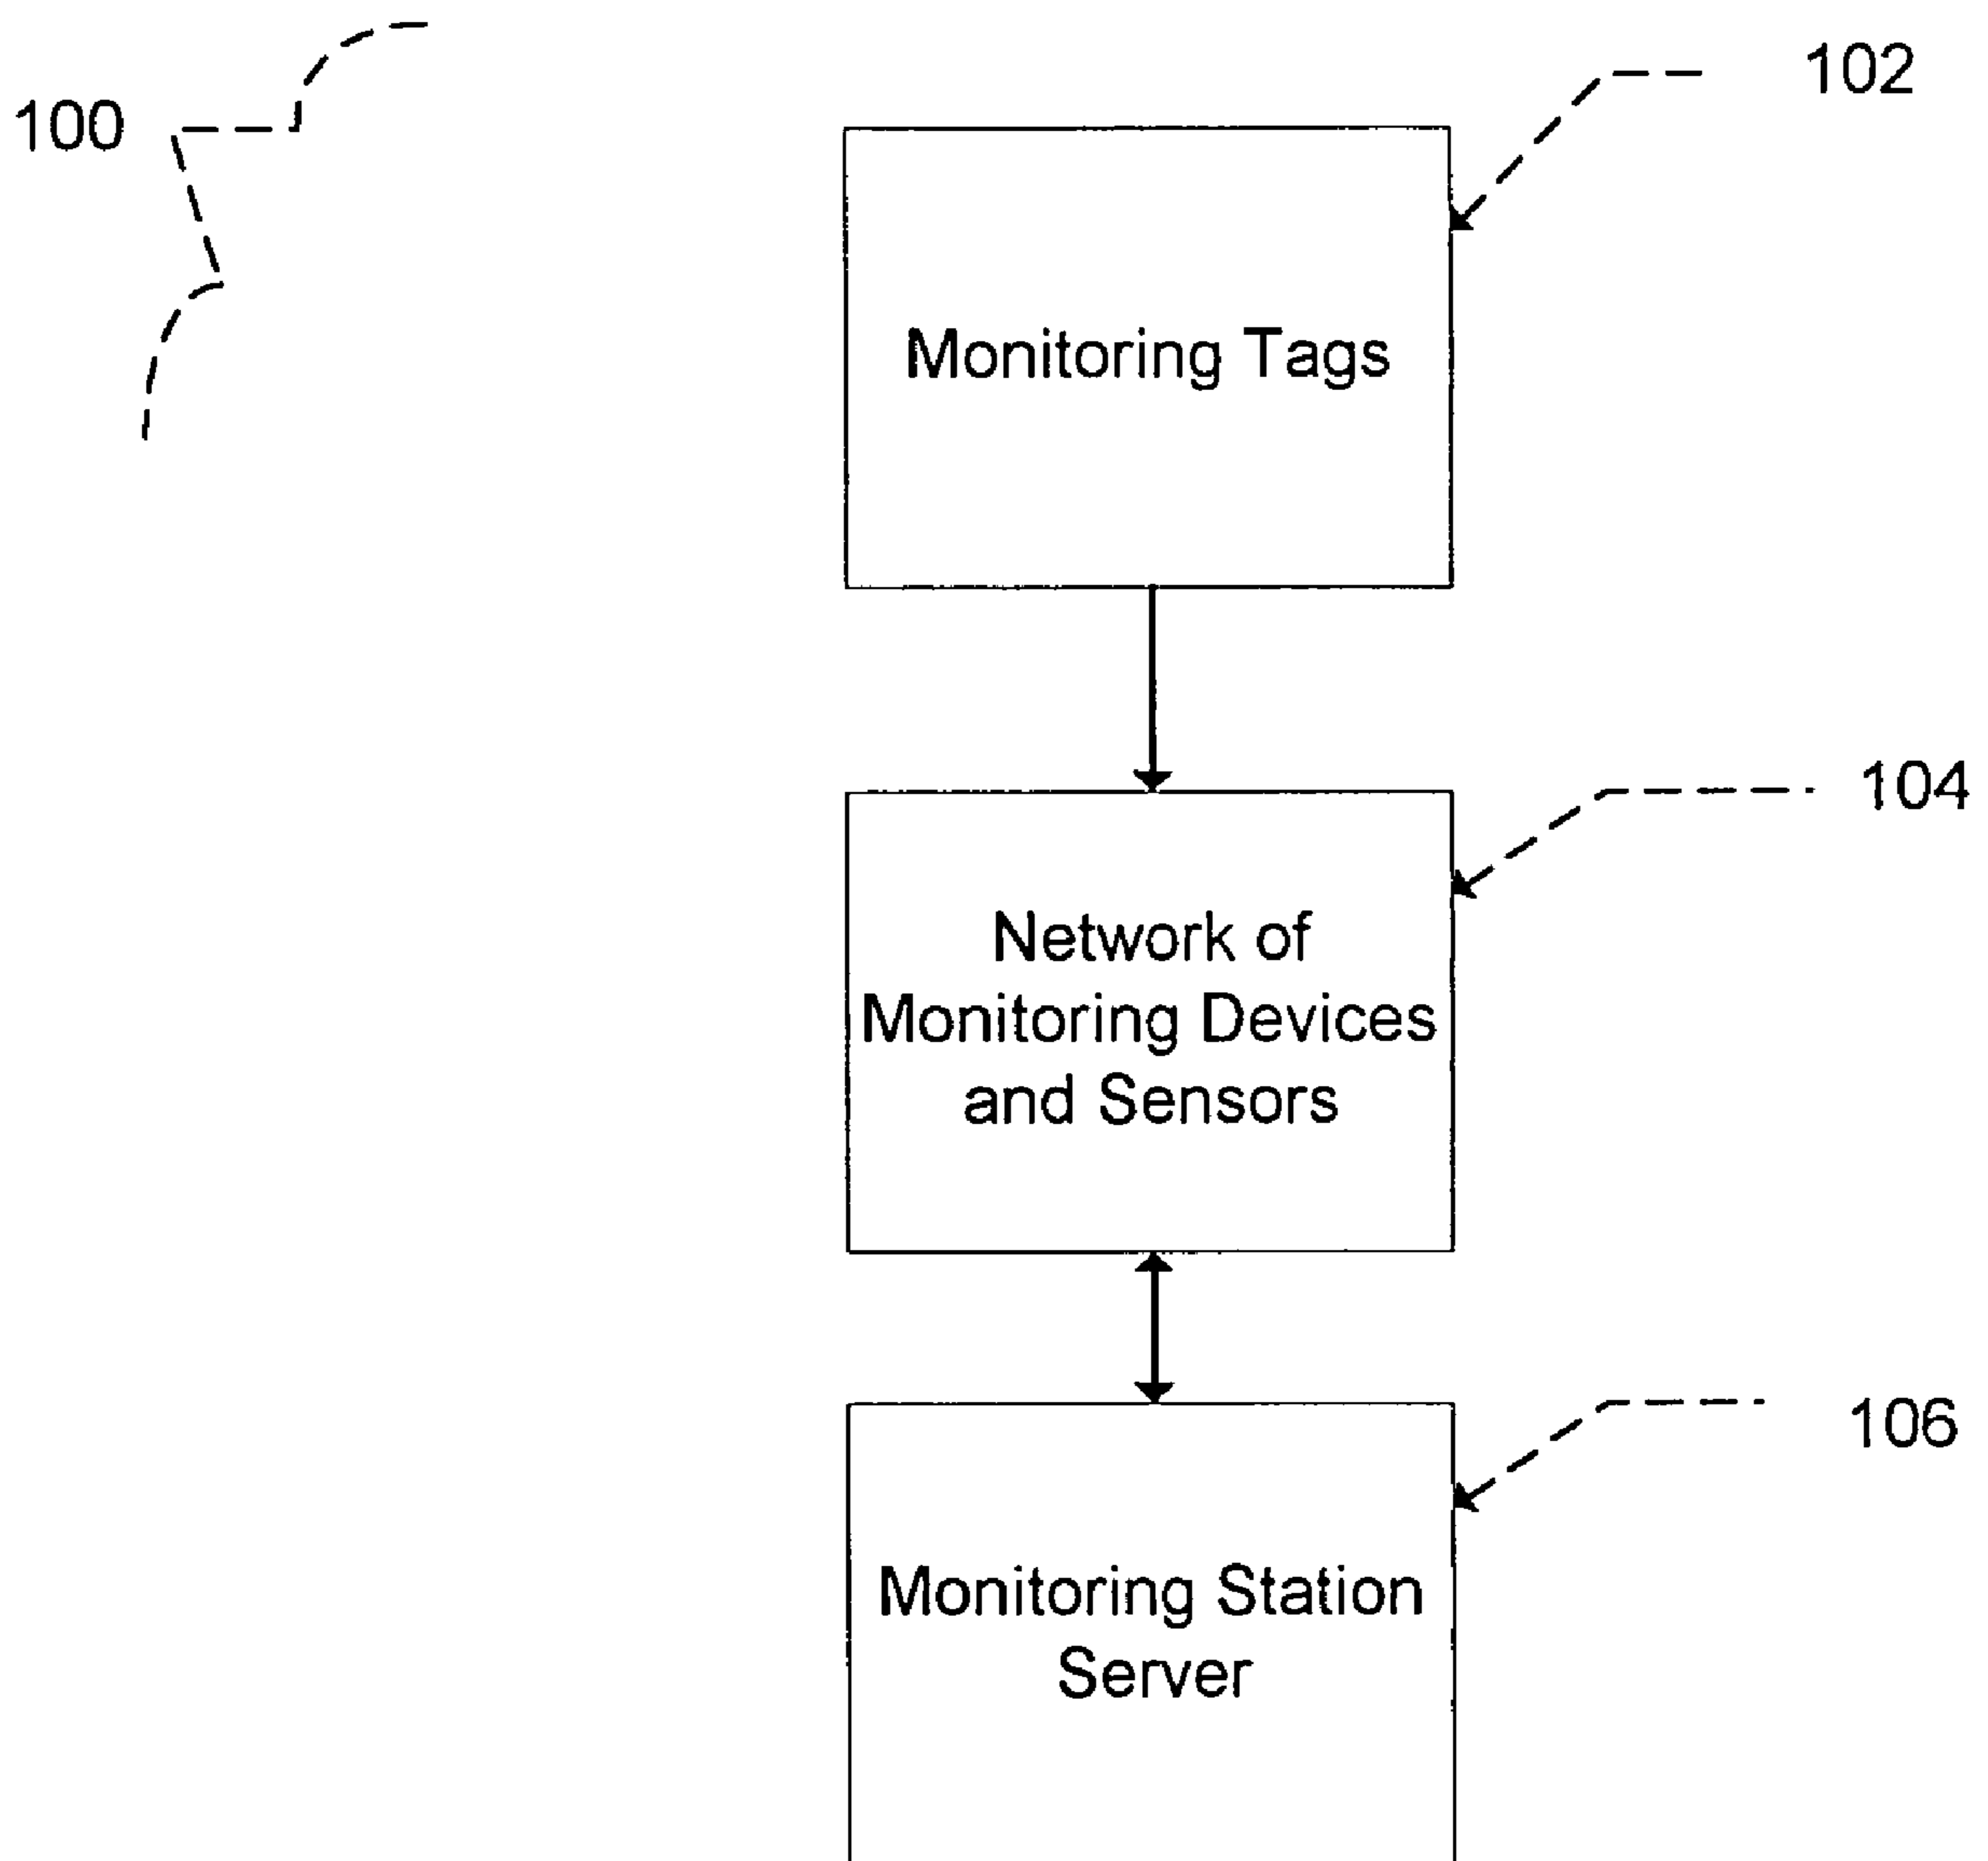 102
100
Monitoring Tags
104
Network of
Monitoring Devices
and Sensors
106
Monitoring Station
Server